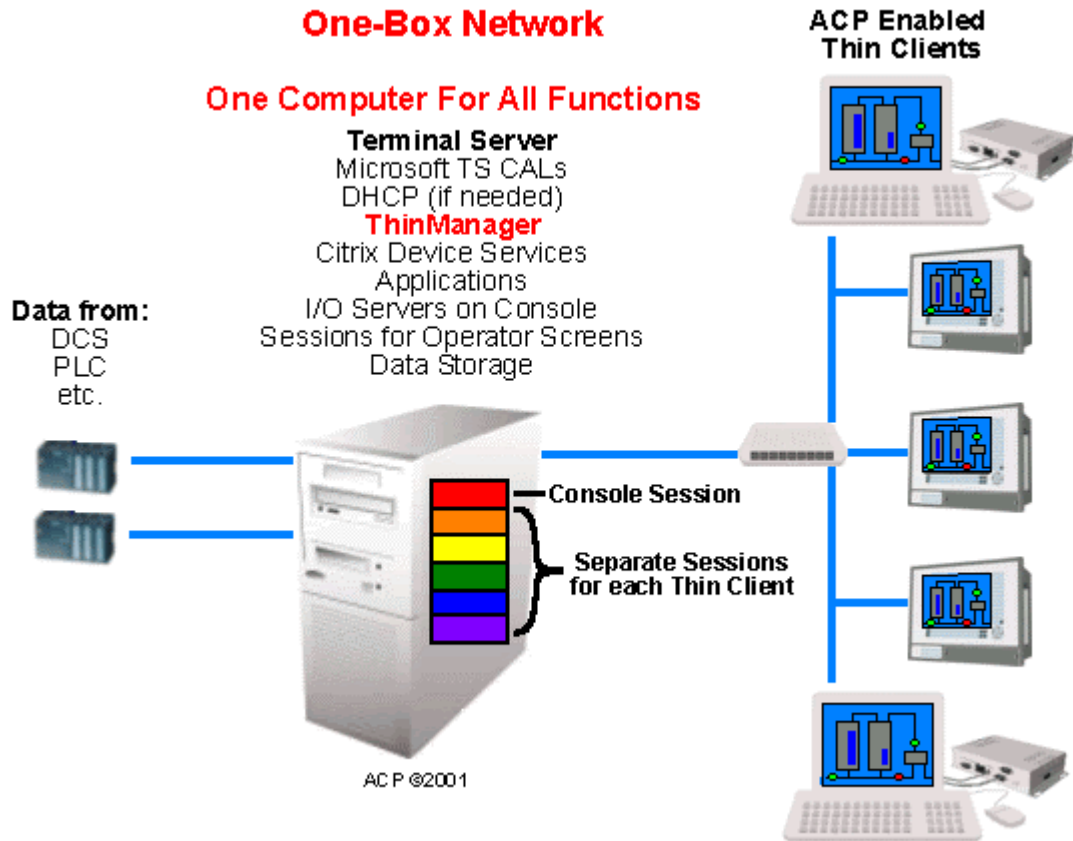 One-Box Network
One Computer For All Functions
Terminal Server
Microsoft TS CALs
DHCP (if needed)
ThinManager
Citrix Device Services
Applications
I/O Servers on Console
Sessions for Operator Screens
Data Storage
Data from:
DCS
PLC
etc.
Console Session
Separate Sessions
for each Thin Client
ACP Enabled
Thin Clients
ACP ©2001